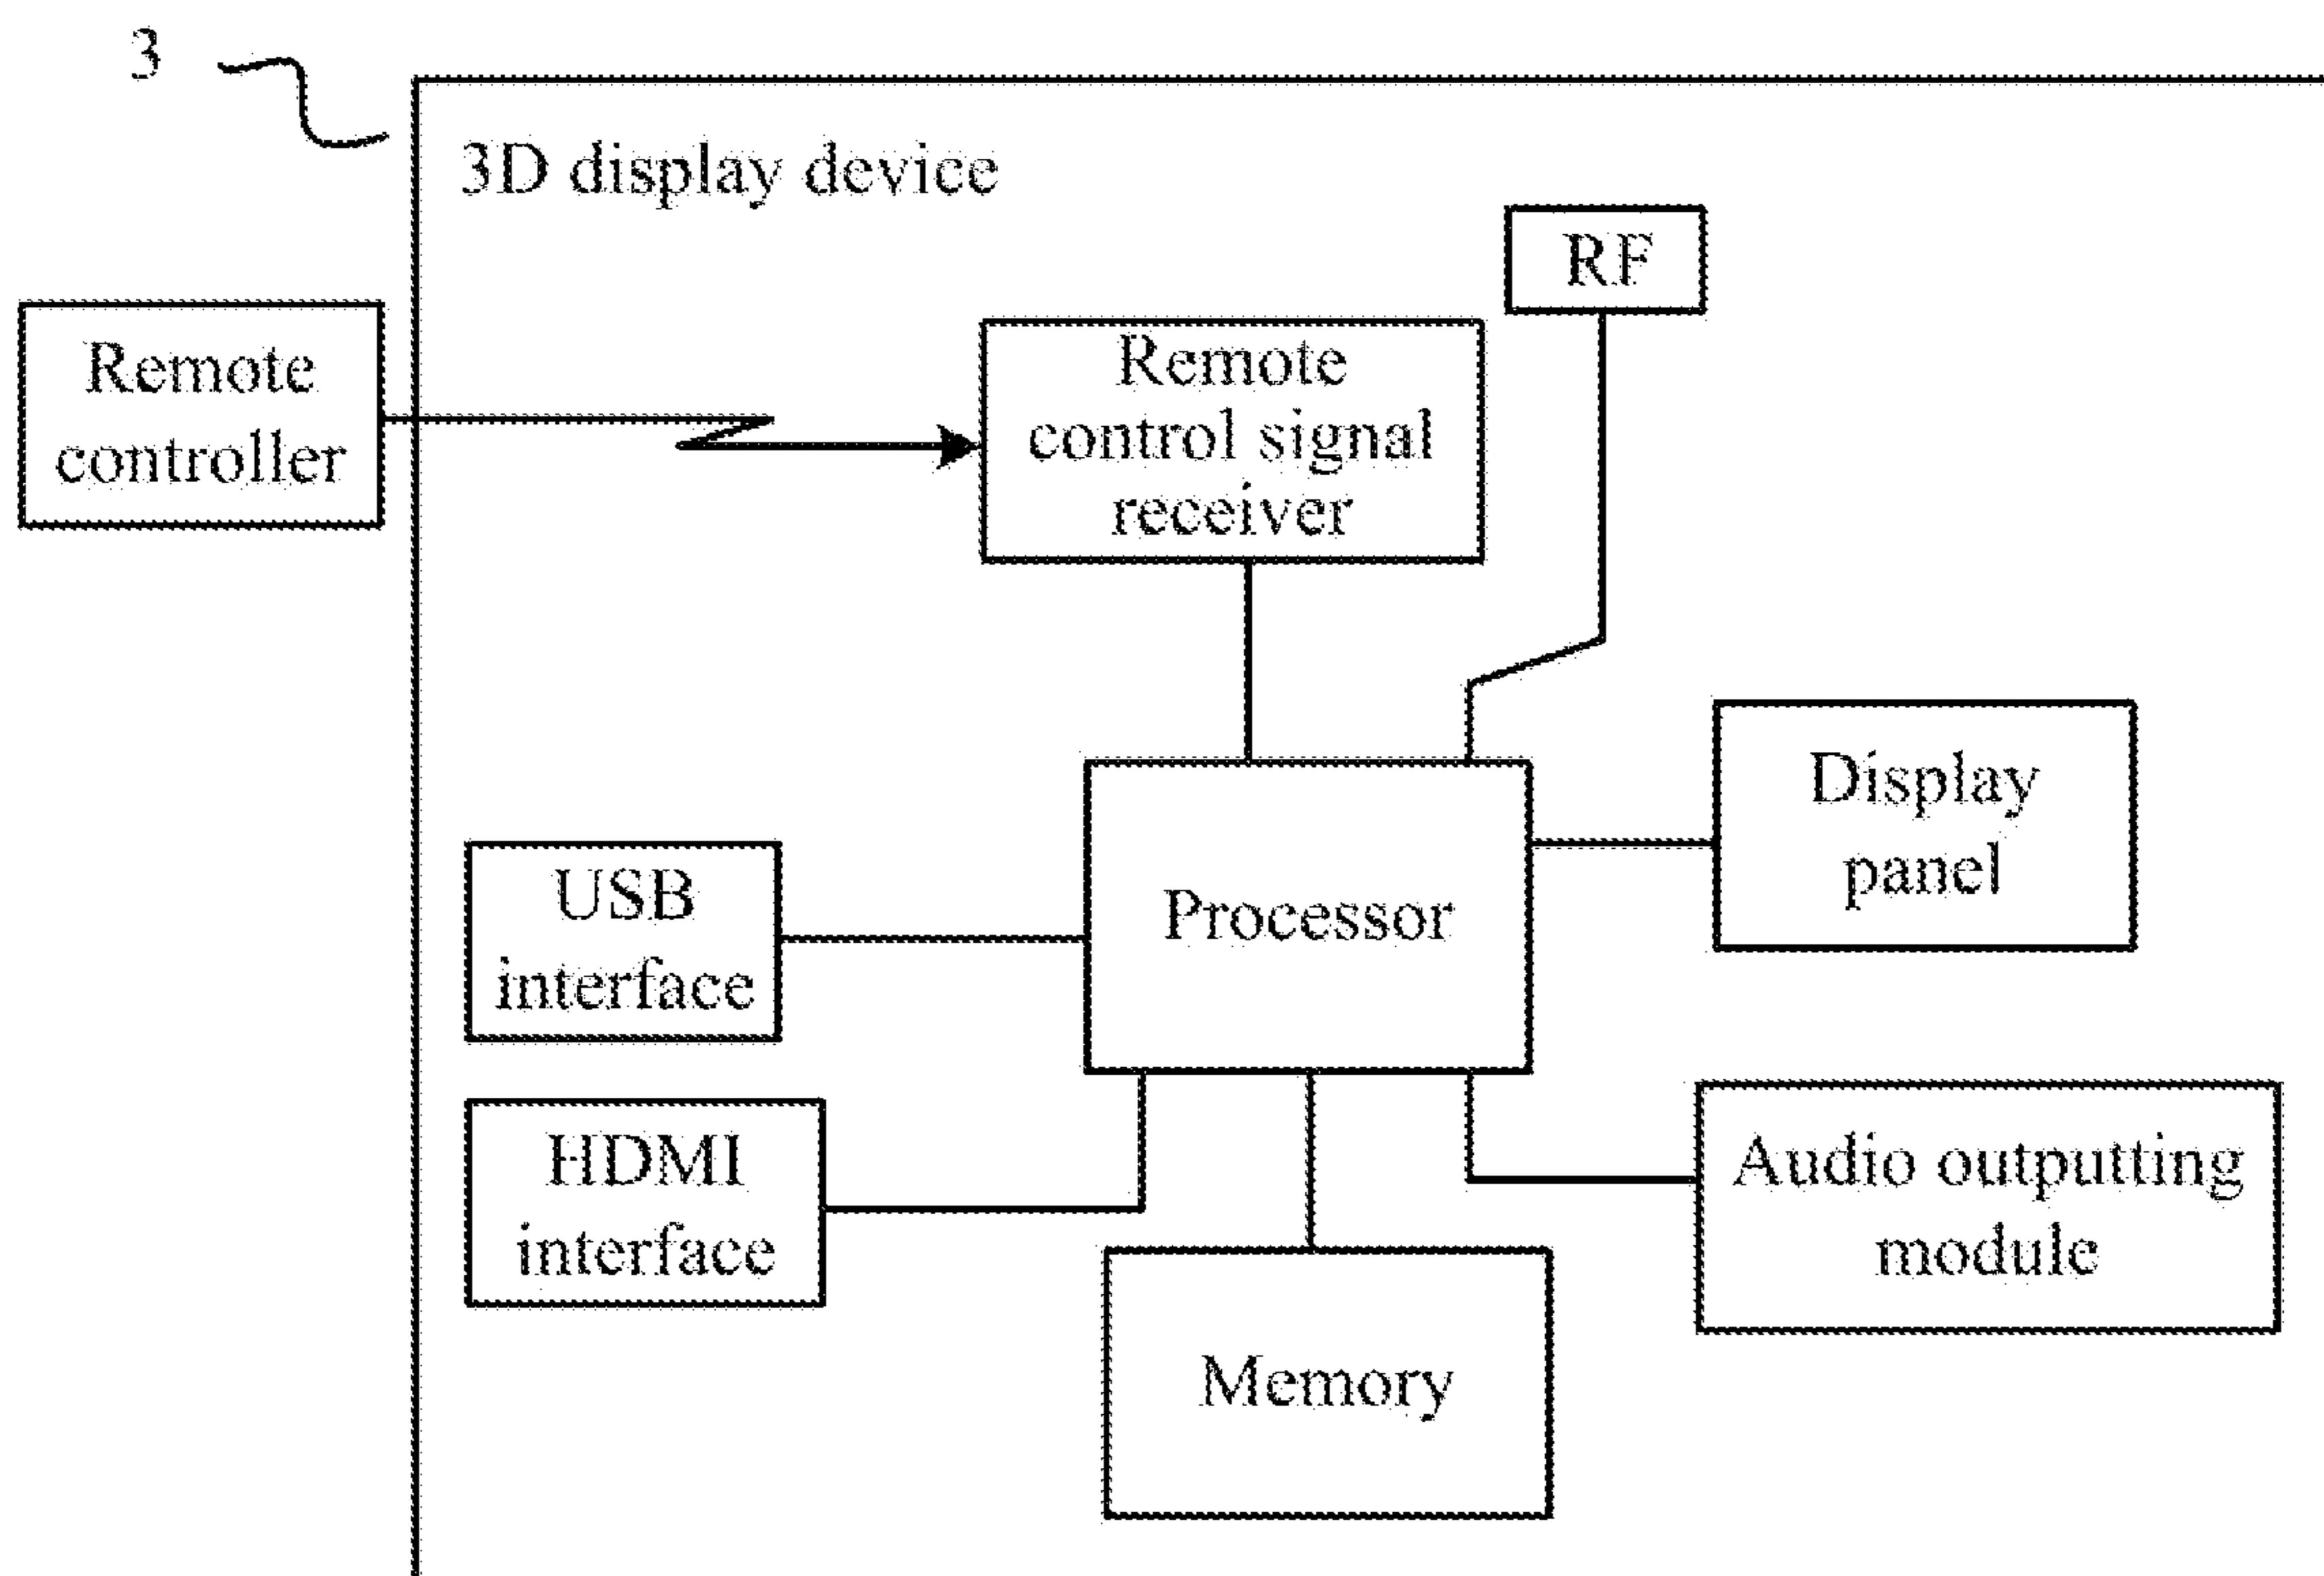 3
3D display device
RF
Remote
controller
Remote
control signal
receiver
Display
panel
USB
interface
Processor
HDMI
interface
Audio outputting
module
Memory